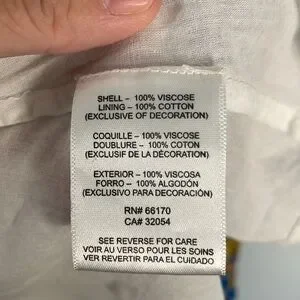 SHELL – 100% VISCOSE
LINING – 100% COTTON
(EXCLUSIVE OF DECORATION)
COQUILLE – 100% VISCOSE
DOUBLURE – 100% COTON
(EXCLUSIF DE LA DÉCORATION)
EXTERIOR – 100% VISCOSA
FORRO – 100% ALGODÓN
(EXCLUSIVO PARA DECORACIÓN)
RN# 66170
CA# 32054
SEE REVERSE FOR CARE
VOIR AU VERSO POUR LES SOINS
VER REVERTIR PARA EL CUIDADO